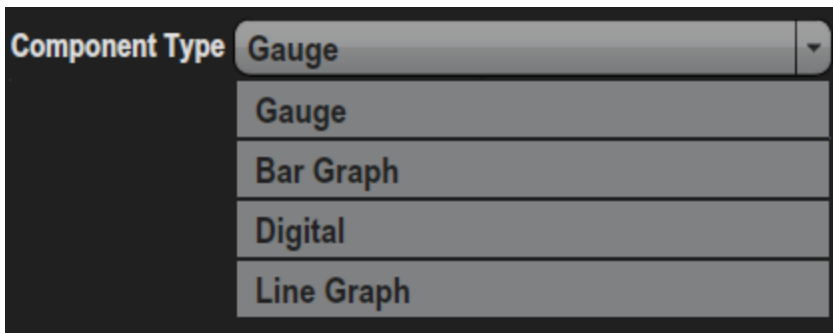 Component Type Gauge
Gauge
Bar Graph
Digital
Line Graph